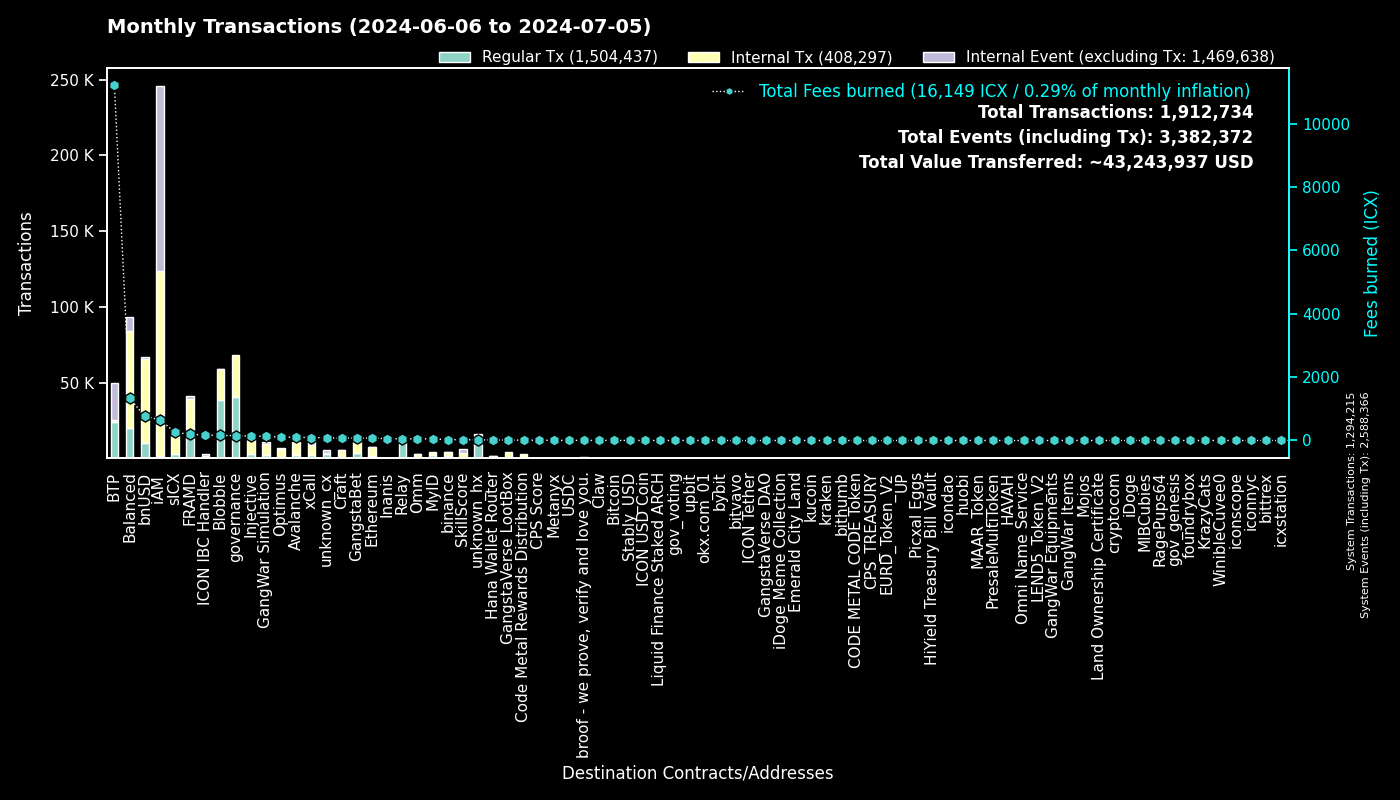 Monthly Transactions (2024-06-06 to 2024-07-05)
Regular Tx (1,504,437)
Internal Tx (408,297)
Internal Event (excluding Tx: 1,469,638)
Total Fees burned (16,149 ICX / 0.29% of monthly inflation)
Total Transactions: 1,912,734
Total Events (including Tx): 3,382,372
Total Value Transferred: ~43,243,937 USD
Transactions
250 K
200 K
150 K
100 K
50 K
10000
8000
6000
4000
2000
0
Fees burned (ICX)
System Transactions: 1,294,215
System Events (including Tx): 2,588,366
BTP
Balanced
bnUSD
iAM
sICX
FRAMD
ICON IBC Handler
Blobble
governance
Injective
GangWar Simulation
Optimus
Avalanche
xCall
unknown_cx
Craft
GangstaBet
Ethereum
Inanis
Relay
Omm
MyID
binance
SkillScore
unknown_hx
Hana Wallet Router
GangstaVerse LootBox
Code Metal Rewards Distribution
CPS Score
Metanyx
USDC
broof - we prove, verify and love you.
Claw
Bitcoin
Stably_USD
ICON_USD Coin
Liquid Finance Staked ARCH
gov_voting
upbit
okx.com_01
bybit
bitvavo
ICON Tether
GangstaVerse DAO
iDoge Meme Collection
Emerald City Land
kucoin
kraken
bithumb
CODE METAL CODE Token
CPS_TREASURY
EURD_Token_V2
_ _UP
Picxal Eggs
HiYield Treasury Bill Vault
icondao
huobi
MAAR_Token
PresaleMultiToken
HAVAH
Omni Name Service
LENDS_Token_V2
GangWar Equipments
GangWar Items
Mojos
Land Ownership Certificate
cryptocom
iDoge
MIBCubies
RagePups64
gov_genesis
foundrybox
KrazyCats
WinibleCuvee0
iconscope
iconnyc
bittrex
icxstation
Destination Contracts/Addresses